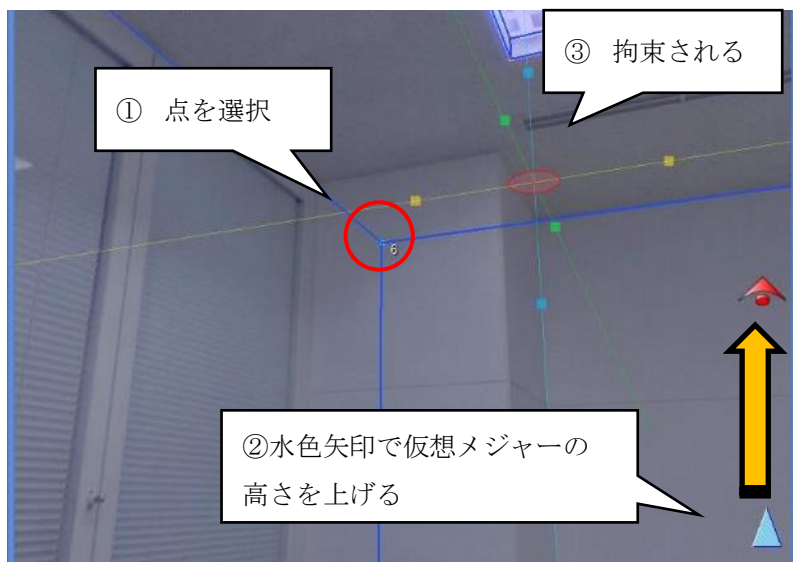 ① 点を選択
③ 拘束される
6
②水色矢印で仮想メジャーの
高さを上げる